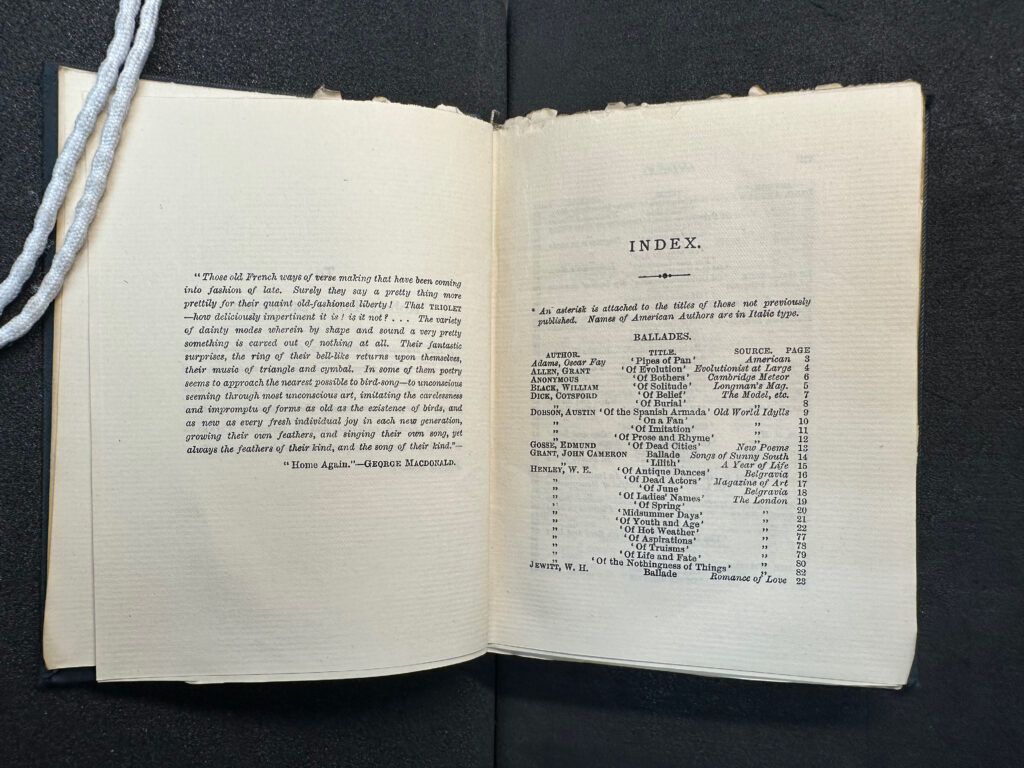 "Those old French ways of verse making that have been coming
into fashion of late. Surely they say a pretty thing more
prettily for their quaint old-fashioned liberty! That TRIOLET
—how deliciously impertinent it is! is it not? . . . The variety
of dainty modes wherein by shape and sound a very pretty
something is carved out of nothing at all. Their fantastic
surprises, the ring of their bell-like returns upon themselves,
their music of triangle and cymbal. In some of them poetry
seems to approach the nearest possible to bird-song—to unconscious
seeming through most unconscious art, imitating the carelessness
and impromptu of forms as old as the existence of birds, and
as new as every fresh individual joy in each new generation,
growing their own feathers, and singing their own song, yet
always the feathers of their kind, and the song of their kind."—
"Home Again."—GEORGE MACDONALD.
INDEX.
* An asterisk is attached to the titles of those not previously
published. Names of American Authors are in Italic type.
BALLADES.
AUTHOR. TITLE. SOURCE. PAGE
Adams, Oscar Fay 'Pipes of Pan' American 3
ALLEN, GRANT 'Of Evolution' Evolutionist at Large 4
ANONYMOUS 'Of Bothers' Cambridge Meteor 6
BLACK, WILLIAM 'Of Solitude' Longman's Mag. 5
DICK, COTSFORD 'Of Belief' The Model, etc. 7
" 'Of Burial' 8
DOBSON, AUSTIN 'Of the Spanish Armada' Old World Idylls 9
" 'On a Fan' " 10
" 'Of Imitation' " 11
" 'Of Prose and Rhyme' " 12
GOSSE, EDMUND 'Of Dead Cities' New Poems 13
GRANT, JOHN CAMERON Ballade Songs of Sunny South 14
" 'Lilith' A Year of Life 15
HENLEY, W. E. 'Of Antique Dances' Belgravia 16
" 'Of Dead Actors' Magazine of Art 17
" 'Of June' Belgravia 18
" 'Of Ladies' Names' The London 19
" 'Of Spring' " 20
" 'Midsummer Days' " 21
" 'Of Youth and Age' " 22
" 'Of Hot Weather' " 77
" 'Of Aspirations' " 78
" 'Of Truisms' " 79
" 'Of Life and Fate' " 80
" 'Of the Nothingness of Things' " 82
JEWITT, W. H. Ballade Romance of Love 23